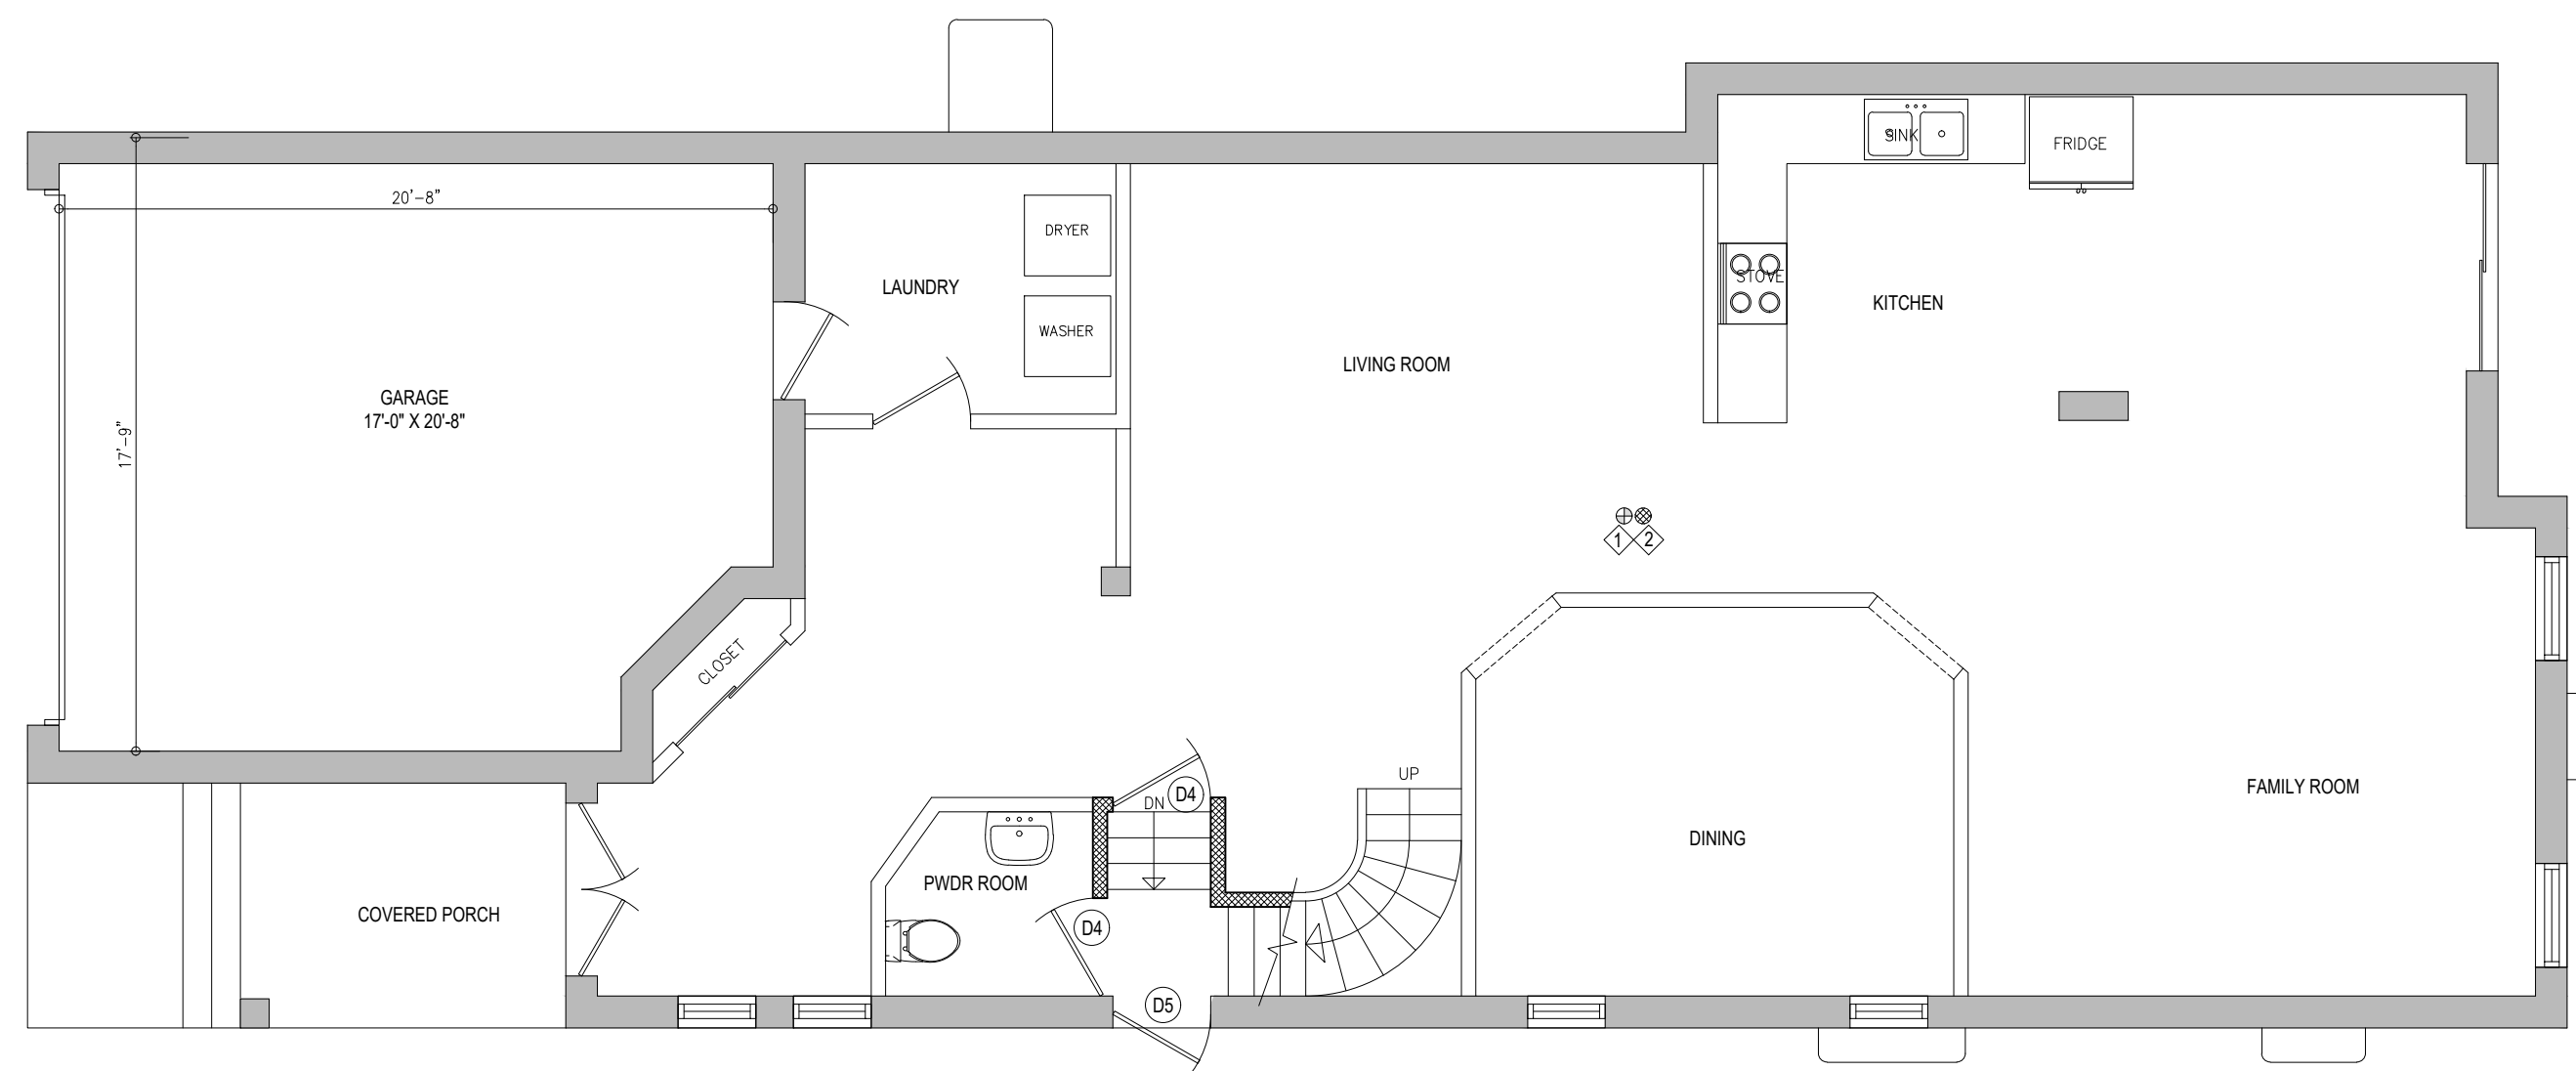 SINK
FRIDGE
20'-8"
DRYER
STOVE
LAUNDRY
KITCHEN
WASHER
LIVING ROOM
GARAGE
17'-0" X 20'-8"
17'-9"
1
2
CLOSET
UP
FAMILY ROOM
D4
DN
DINING
PWDR ROOM
COVERED PORCH
D4
D5